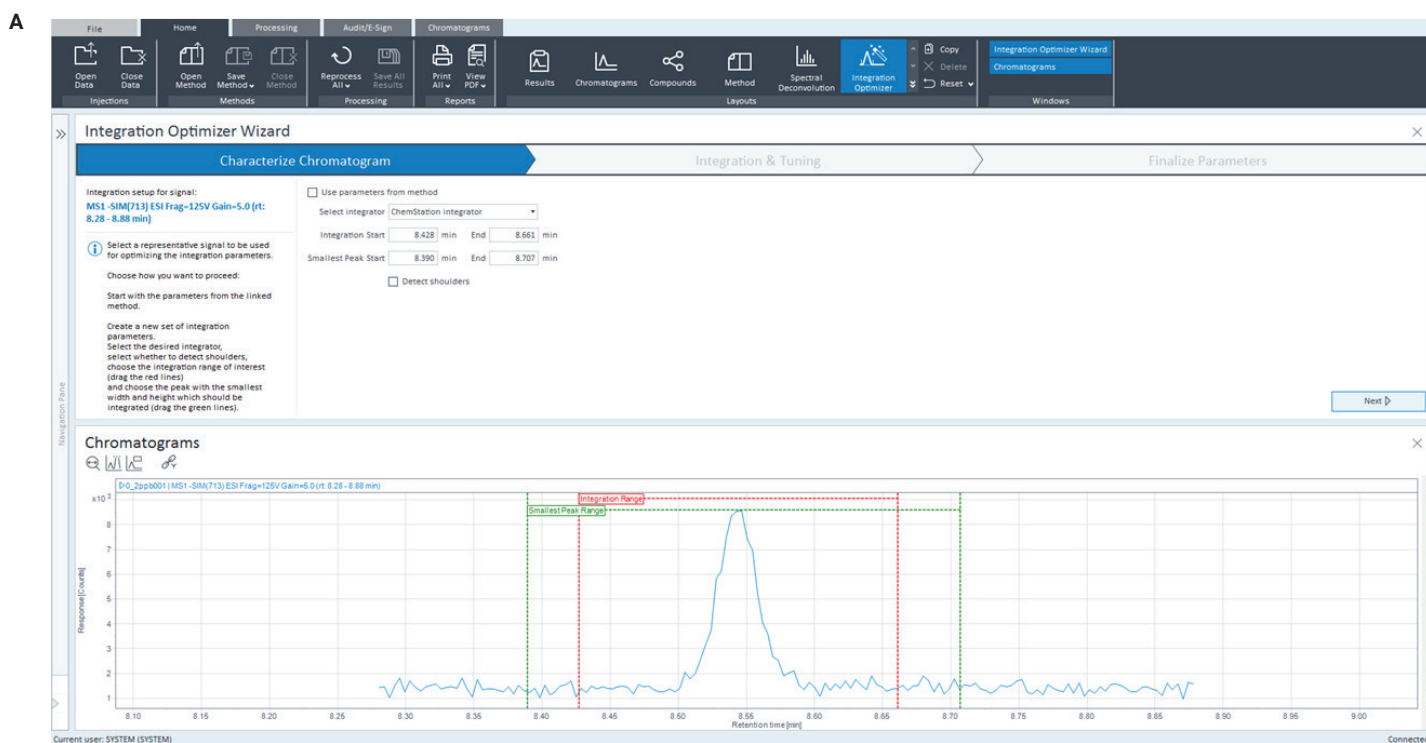 A
File Home Processing Audit/E-Sign Chromatograms
Open Data Close Data Open Method Save Method Close Method Reprocess All Save All Results Print All View PDF Results Chromatograms Compounds Method Spectral Deconvolution Integration Optimizer Copy Delete Reset Integration Optimizer Wizard Chromatograms
Injections Methods Processing Reports Layouts Windows
Integration Optimizer Wizard
Characterize Chromatogram Integration & Tuning Finalize Parameters
Integration setup for signal:
MS1 -SIM(713) ESI Frag=125V Gain=5.0 (rt:
8.28 - 8.88 min)
Select a representative signal to be used
for optimizing the integration parameters.
Choose how you want to proceed:
Start with the parameters from the linked
method.
Create a new set of integration
parameters.
Select the desired integrator,
select whether to detect shoulders,
choose the integration range of interest
(drag the red lines)
and choose the peak with the smallest
width and height which should be
integrated (drag the green lines).
Use parameters from method
Select integrator ChemStation integrator
Integration Start 8.428 min End 8.661 min
Smallest Peak Start 8.390 min End 8.707 min
Detect shoulders
Next
Navigation Pane
Chromatograms
0_2ppb001 | MS1 -SIM(713) ESI Frag=125V Gain=5.0 (rt: 8.28 - 8.88 min)
x10 3
Integration Range
Smallest Peak Range
8
7
6
5
4
3
2
1
Response [Counts]
8.10 8.15 8.20 8.25 8.30 8.35 8.40 8.45 8.50 8.55 8.60 8.65 8.70 8.75 8.80 8.85 8.90 8.95 9.00
Retention time [min]
Current user: SYSTEM (SYSTEM) Connected